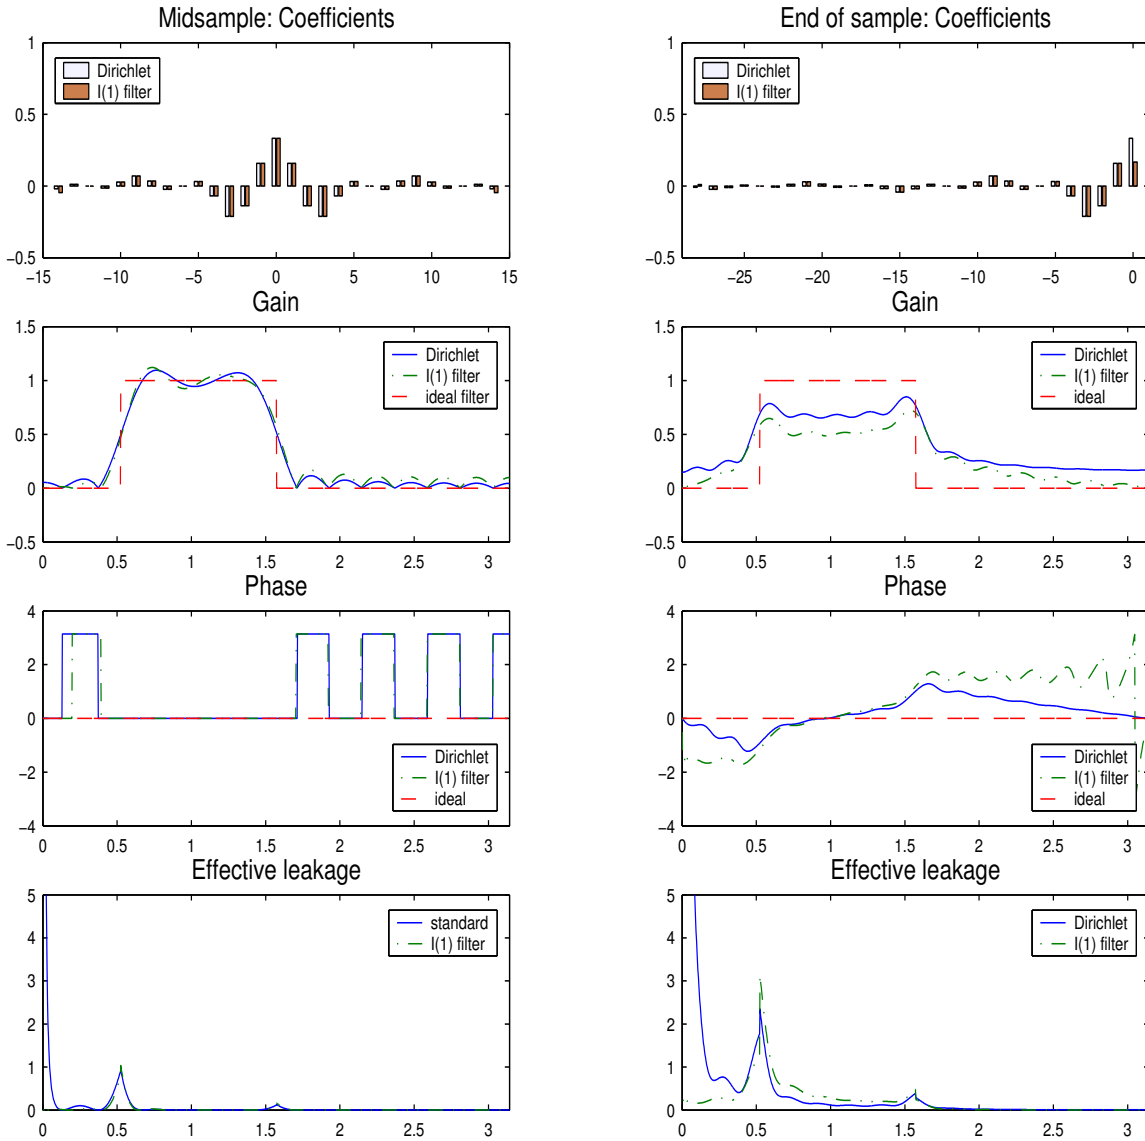 Midsample: Coefficients
1
0.5
0
−0.5
Dirichlet
I(1) filter
−15 −10 −5 0 5 10 15
End of sample: Coefficients
1
0.5
0
−0.5
Dirichlet
I(1) filter
−25 −20 −15 −10 −5 0
Gain
1.5
1
0.5
0
−0.5
Dirichlet
I(1) filter
ideal filter
0 0.5 1 1.5 2 2.5 3
Gain
1.5
1
0.5
0
−0.5
Dirichlet
I(1) filter
ideal
0 0.5 1 1.5 2 2.5 3
Phase
4
2
0
−2
−4
Dirichlet
I(1) filter
ideal
0 0.5 1 1.5 2 2.5 3
Phase
4
2
0
−2
−4
Dirichlet
I(1) filter
ideal
0 0.5 1 1.5 2 2.5 3
Effective leakage
5
4
3
2
1
0
standard
I(1) filter
0 0.5 1 1.5 2 2.5 3
Effective leakage
5
4
3
2
1
0
Dirichlet
I(1) filter
0 0.5 1 1.5 2 2.5 3